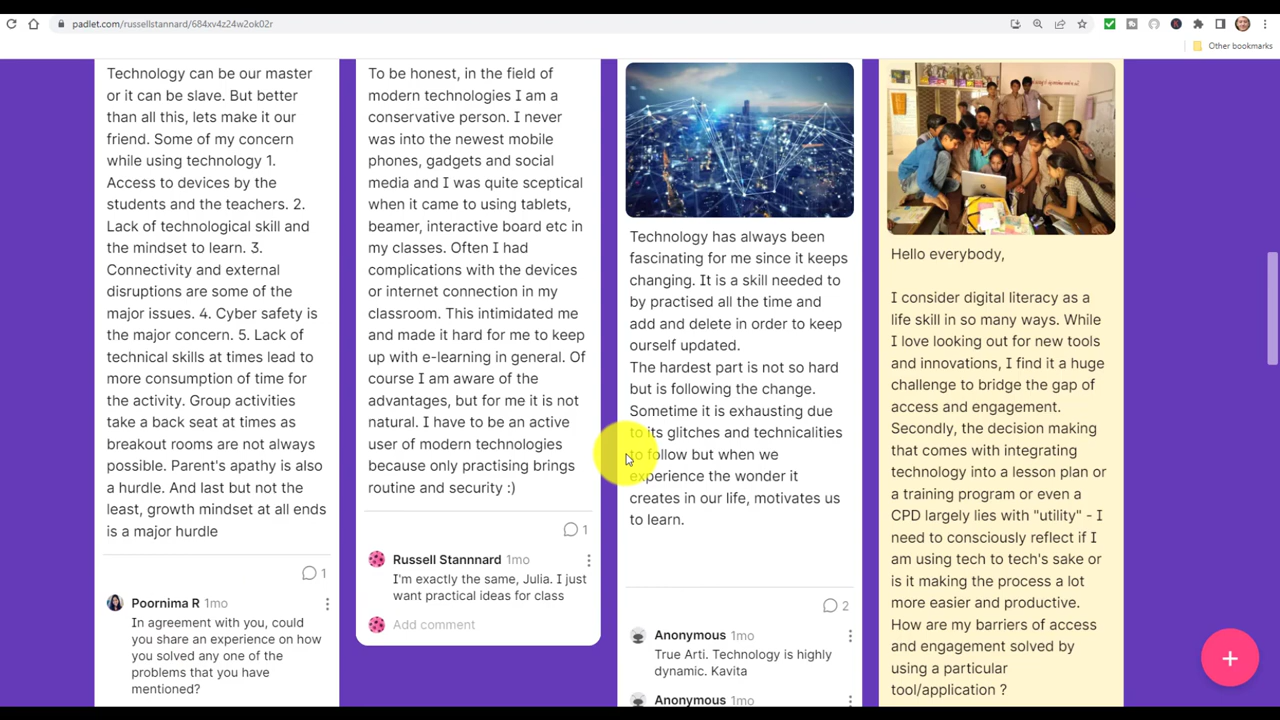 padlet.com/russellstannard/684xv4z24w2ok02r
Other bookmarks
Technology can be our master
or it can be slave. But better
than all this, lets make it our
friend. Some of my concern
while using technology 1.
Access to devices by the
students and the teachers. 2.
Lack of technological skill and
the mindset to learn. 3.
Connectivity and external
disruptions are some of the
major issues. 4. Cyber safety is
the major concern. 5. Lack of
technical skills at times lead to
more consumption of time for
the activity. Group activities
take a back seat at times as
breakout rooms are not always
possible. Parent's apathy is also
a hurdle. And last but not the
least, growth mindset at all ends
is a major hurdle
1
Poornima R 1mo
In agreement with you, could
you share an experience on how
you solved any one of the
problems that you have
mentioned?
To be honest, in the field of
modern technologies I am a
conservative person. I never
was into the newest mobile
phones, gadgets and social
media and I was quite sceptical
when it came to using tablets,
beamer, interactive board etc in
my classes. Often I had
complications with the devices
or internet connection in my
classroom. This intimidated me
and made it hard for me to keep
up with e-learning in general. Of
course I am aware of the
advantages, but for me it is not
natural. I have to be an active
user of modern technologies
because only practising brings
routine and security :)
1
Russell Stannnard 1mo
I'm exactly the same, Julia. I just
want practical ideas for class
Add comment
Technology has always been
fascinating for me since it keeps
changing. It is a skill needed to
by practised all the time and
add and delete in order to keep
ourself updated.
The hardest part is not so hard
but is following the change.
Sometime it is exhausting due
to its glitches and technicalities
to follow but when we
experience the wonder it
creates in our life, motivates us
to learn.
2
Anonymous 1mo
True Arti. Technology is highly
dynamic. Kavita
Anonymous 1mo
Hello everybody,
I consider digital literacy as a
life skill in so many ways. While
I love looking out for new tools
and innovations, I find it a huge
challenge to bridge the gap of
access and engagement.
Secondly, the decision making
that comes with integrating
technology into a lesson plan or
a training program or even a
CPD largely lies with "utility" - I
need to consciously reflect if I
am using tech to tech's sake or
is it making the process a lot
more easier and productive.
How are my barriers of access
and engagement solved by
using a particular
tool/application ?